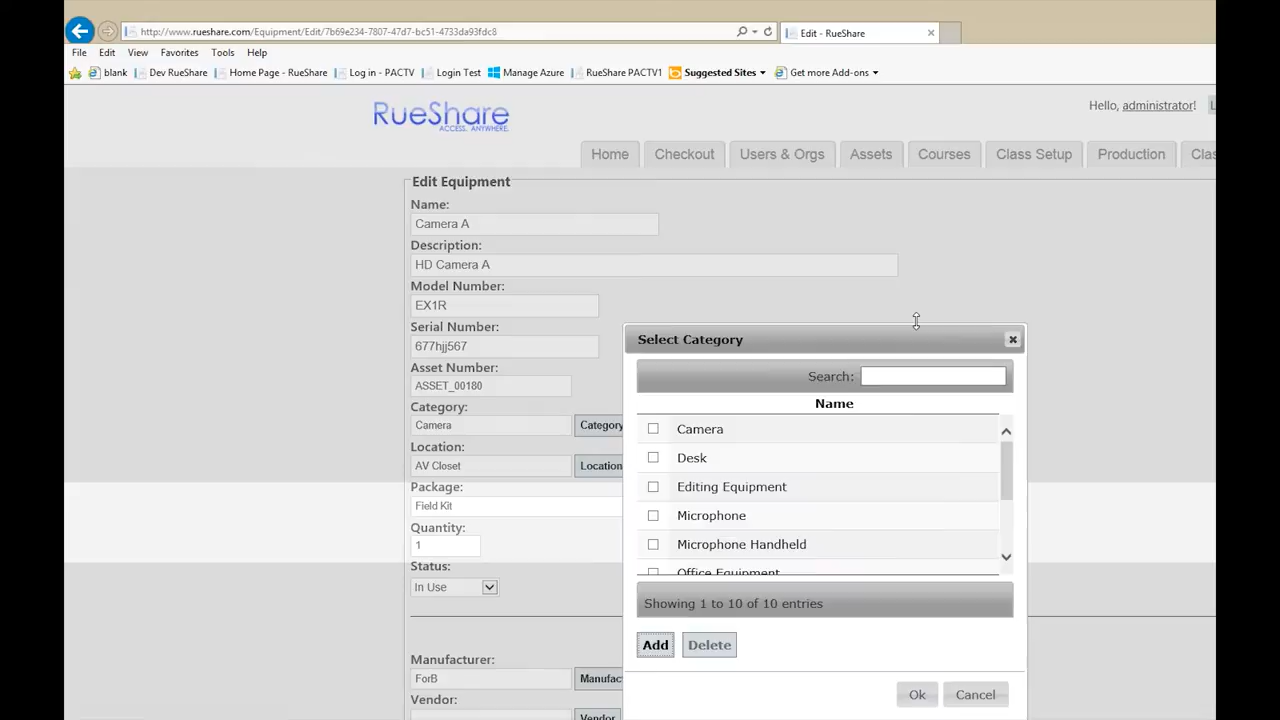 http://www.rueshare.com/Equipment/Edit/7b69e234-7807-47d7-bc51-4733da93fdc8
Edit - RueShare
File Edit View Favorites Tools Help
blank Dev RueShare Home Page - RueShare Log in - PACTV Login Test Manage Azure RueShare PACTV1 Suggested Sites Get more Add-ons
RueShare
ACCESS. ANYWHERE.
Hello, administrator!
Home Checkout Users & Orgs Assets Courses Class Setup Production Clas
Edit Equipment
Name:
Camera A
Description:
HD Camera A
Model Number:
EX1R
Serial Number:
677hjj567
Asset Number:
ASSET_00180
Category:
Camera Category
Location:
AV Closet Location
Package:
Field Kit
Quantity:
1
Status:
In Use
Manufacturer:
ForB Manufac
Vendor:
Vendor
Select Category
Search:
Name
Camera
Desk
Editing Equipment
Microphone
Microphone Handheld
Office Equipment
Showing 1 to 10 of 10 entries
Add Delete
Ok Cancel